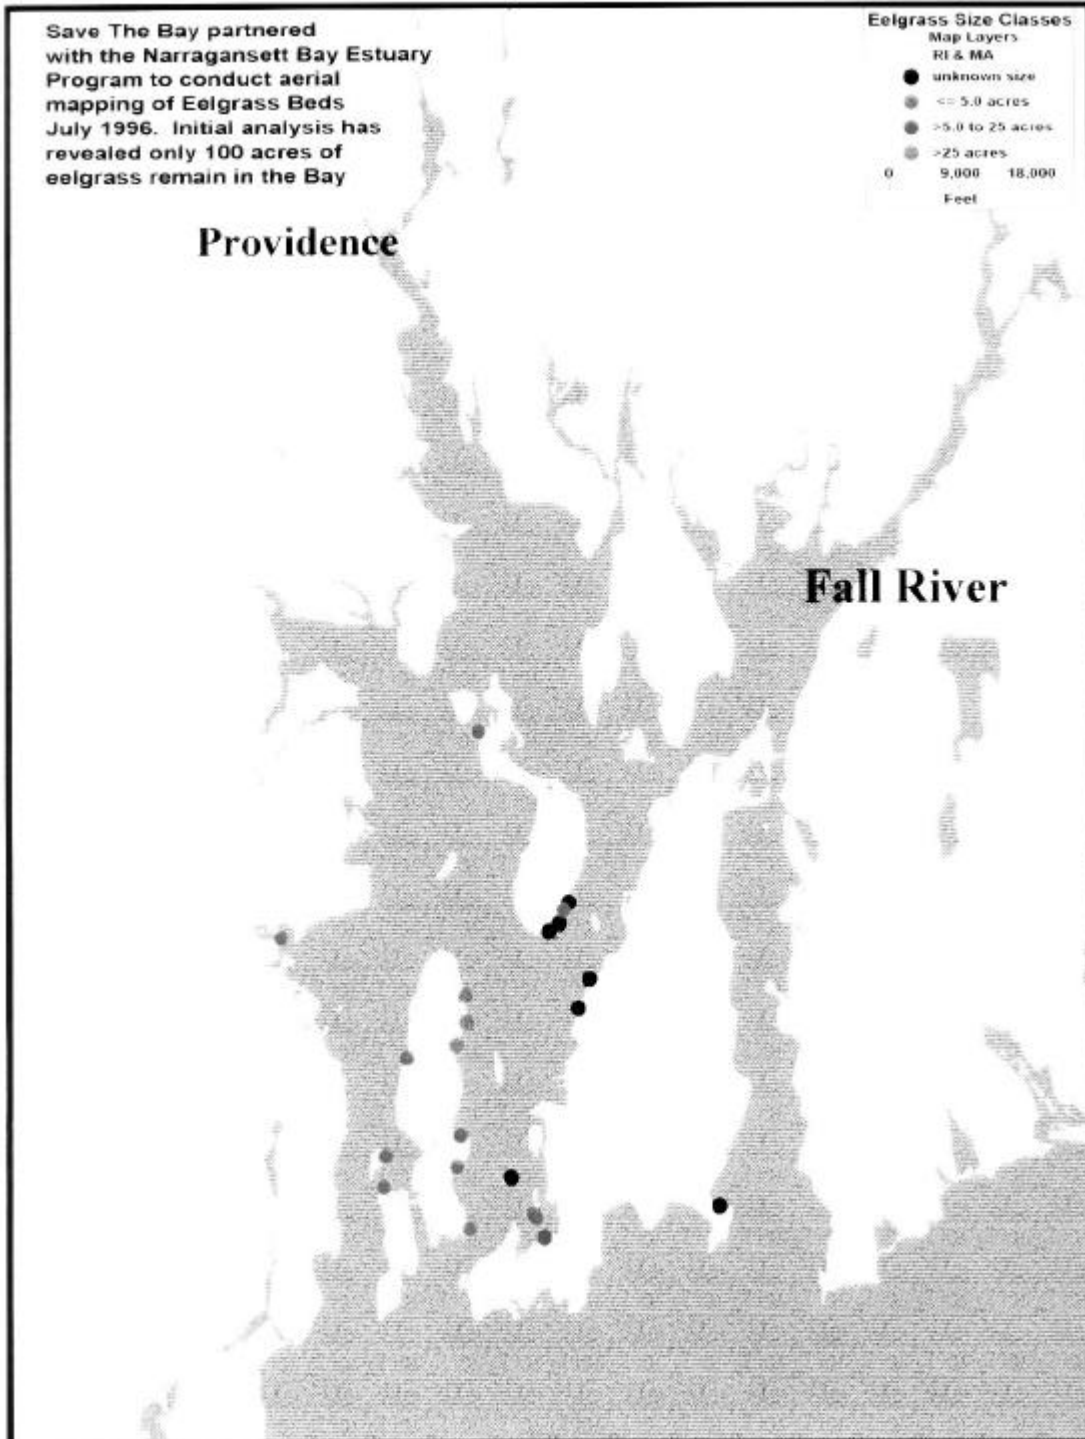 Save The Bay partnered
with the Narragansett Bay Estuary
Program to conduct aerial
mapping of Eelgrass Beds
July 1996. Initial analysis has
revealed only 100 acres of
eelgrass remain in the Bay
Eelgrass Size Classes
Map Layers
RI & MA
unknown size
<= 5.0 acres
>5.0 to 25 acres
>25 acres
0 9,000 18,000
Feet
Providence
Fall River